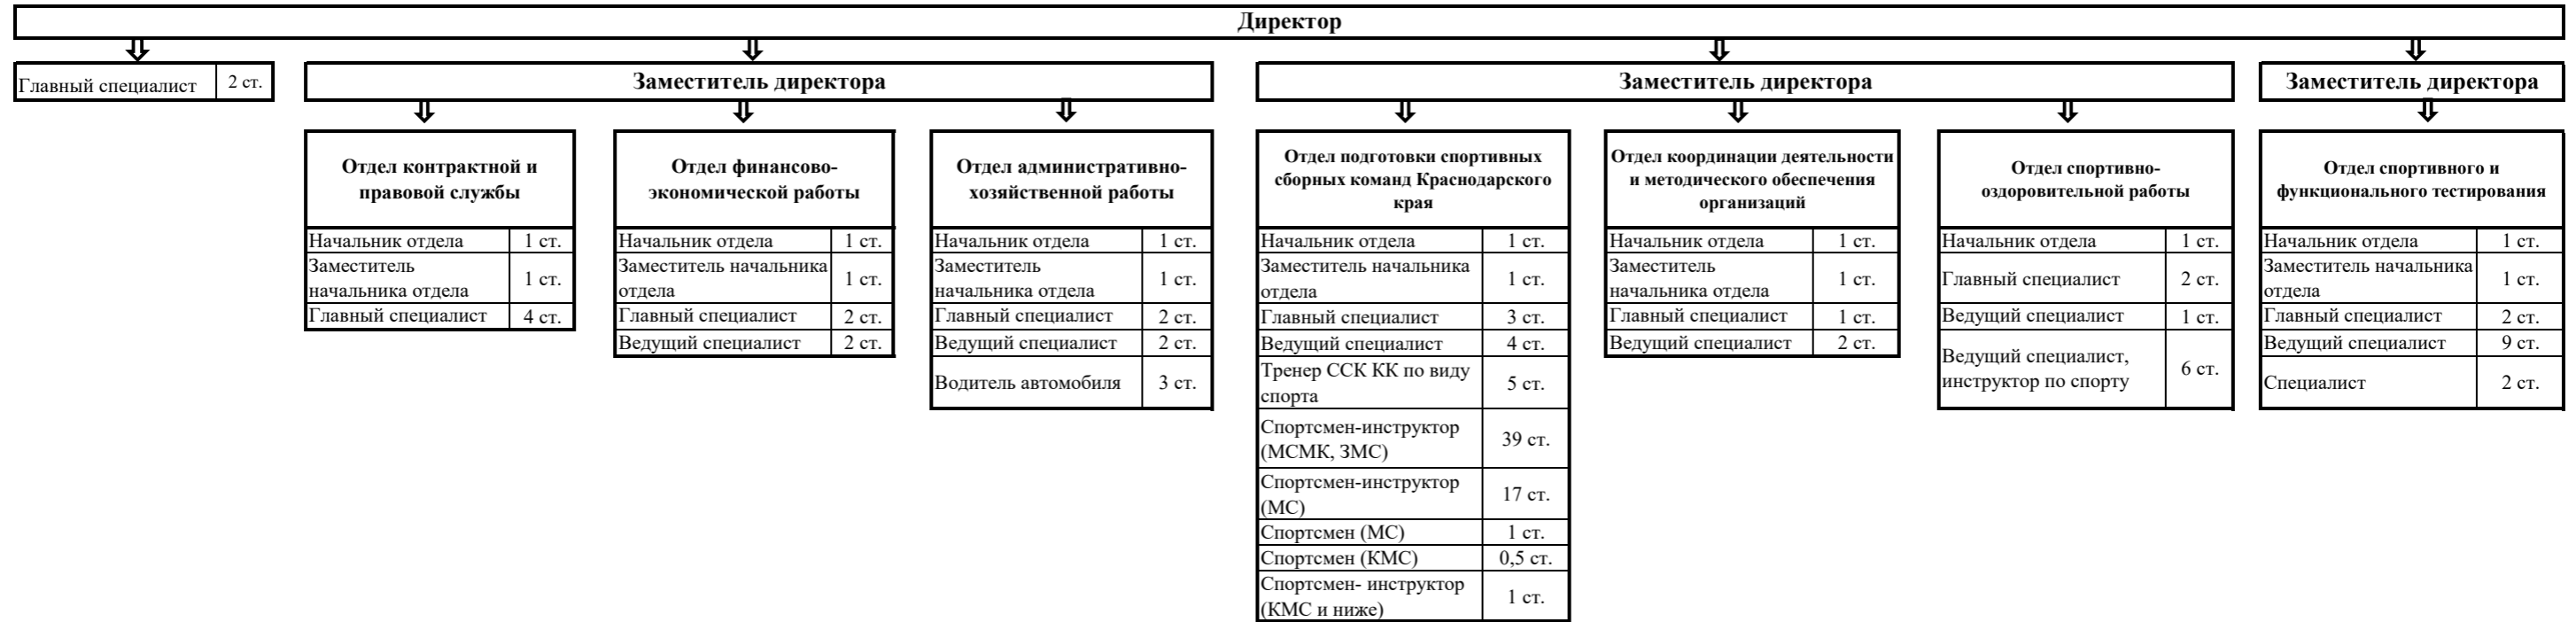 Директор
Главный специалист 2 ст.
Заместитель директора
Заместитель директора
Заместитель директора
Отдел контрактной и
правовой службы
Начальник отдела 1 ст.
Заместитель
начальника отдела 1 ст.
Главный специалист 4 ст.
Отдел финансово-
экономической работы
Начальник отдела 1 ст.
Заместитель начальника
отдела 1 ст.
Главный специалист 2 ст.
Ведущий специалист 2 ст.
Отдел административно-
хозяйственной работы
Начальник отдела 1 ст.
Заместитель
начальника отдела 1 ст.
Главный специалист 2 ст.
Ведущий специалист 2 ст.
Водитель автомобиля 3 ст.
Отдел подготовки спортивных
сборных команд Краснодарского
края
Начальник отдела 1 ст.
Заместитель начальника
отдела 1 ст.
Главный специалист 3 ст.
Ведущий специалист 4 ст.
Тренер ССК КК по виду
спорта 5 ст.
Спортсмен-инструктор
(МСМК, ЗМС) 39 ст.
Спортсмен-инструктор
(МС) 17 ст.
Спортсмен (МС) 1 ст.
Спортсмен (КМС) 0,5 ст.
Спортсмен- инструктор
(КМС и ниже) 1 ст.
Отдел координации деятельности
и методического обеспечения
организаций
Начальник отдела 1 ст.
Заместитель
начальника отдела 1 ст.
Главный специалист 1 ст.
Ведущий специалист 2 ст.
Отдел спортивно-
оздоровительной работы
Начальник отдела 1 ст.
Главный специалист 2 ст.
Ведущий специалист 1 ст.
Ведущий специалист,
инструктор по спорту 6 ст.
Отдел спортивного и
функционального тестирования
Начальник отдела 1 ст.
Заместитель начальника
отдела 1 ст.
Главный специалист 2 ст.
Ведущий специалист 9 ст.
Специалист 2 ст.